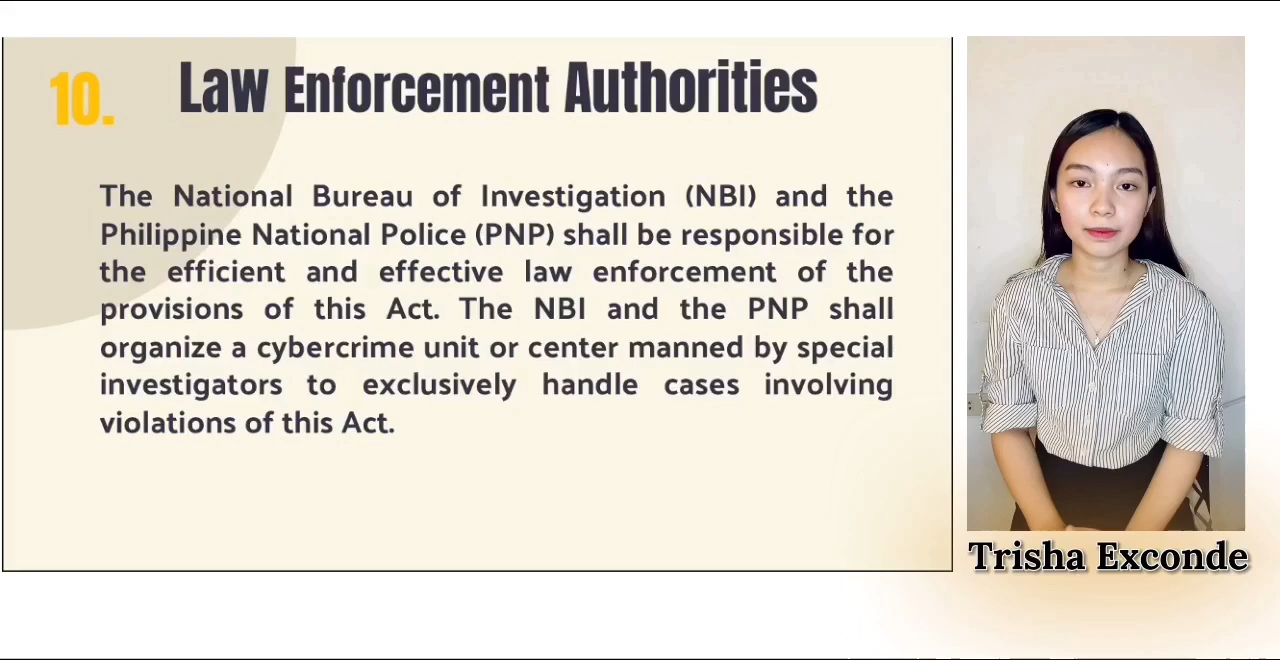 10. Law Enforcement Authorities
The National Bureau of Investigation (NBI) and the
Philippine National Police (PNP) shall be responsible for
the efficient and effective law enforcement of the
provisions of this Act. The NBI and the PNP shall
organize a cybercrime unit or center manned by special
investigators to exclusively handle cases involving
violations of this Act.
Trisha Exconde